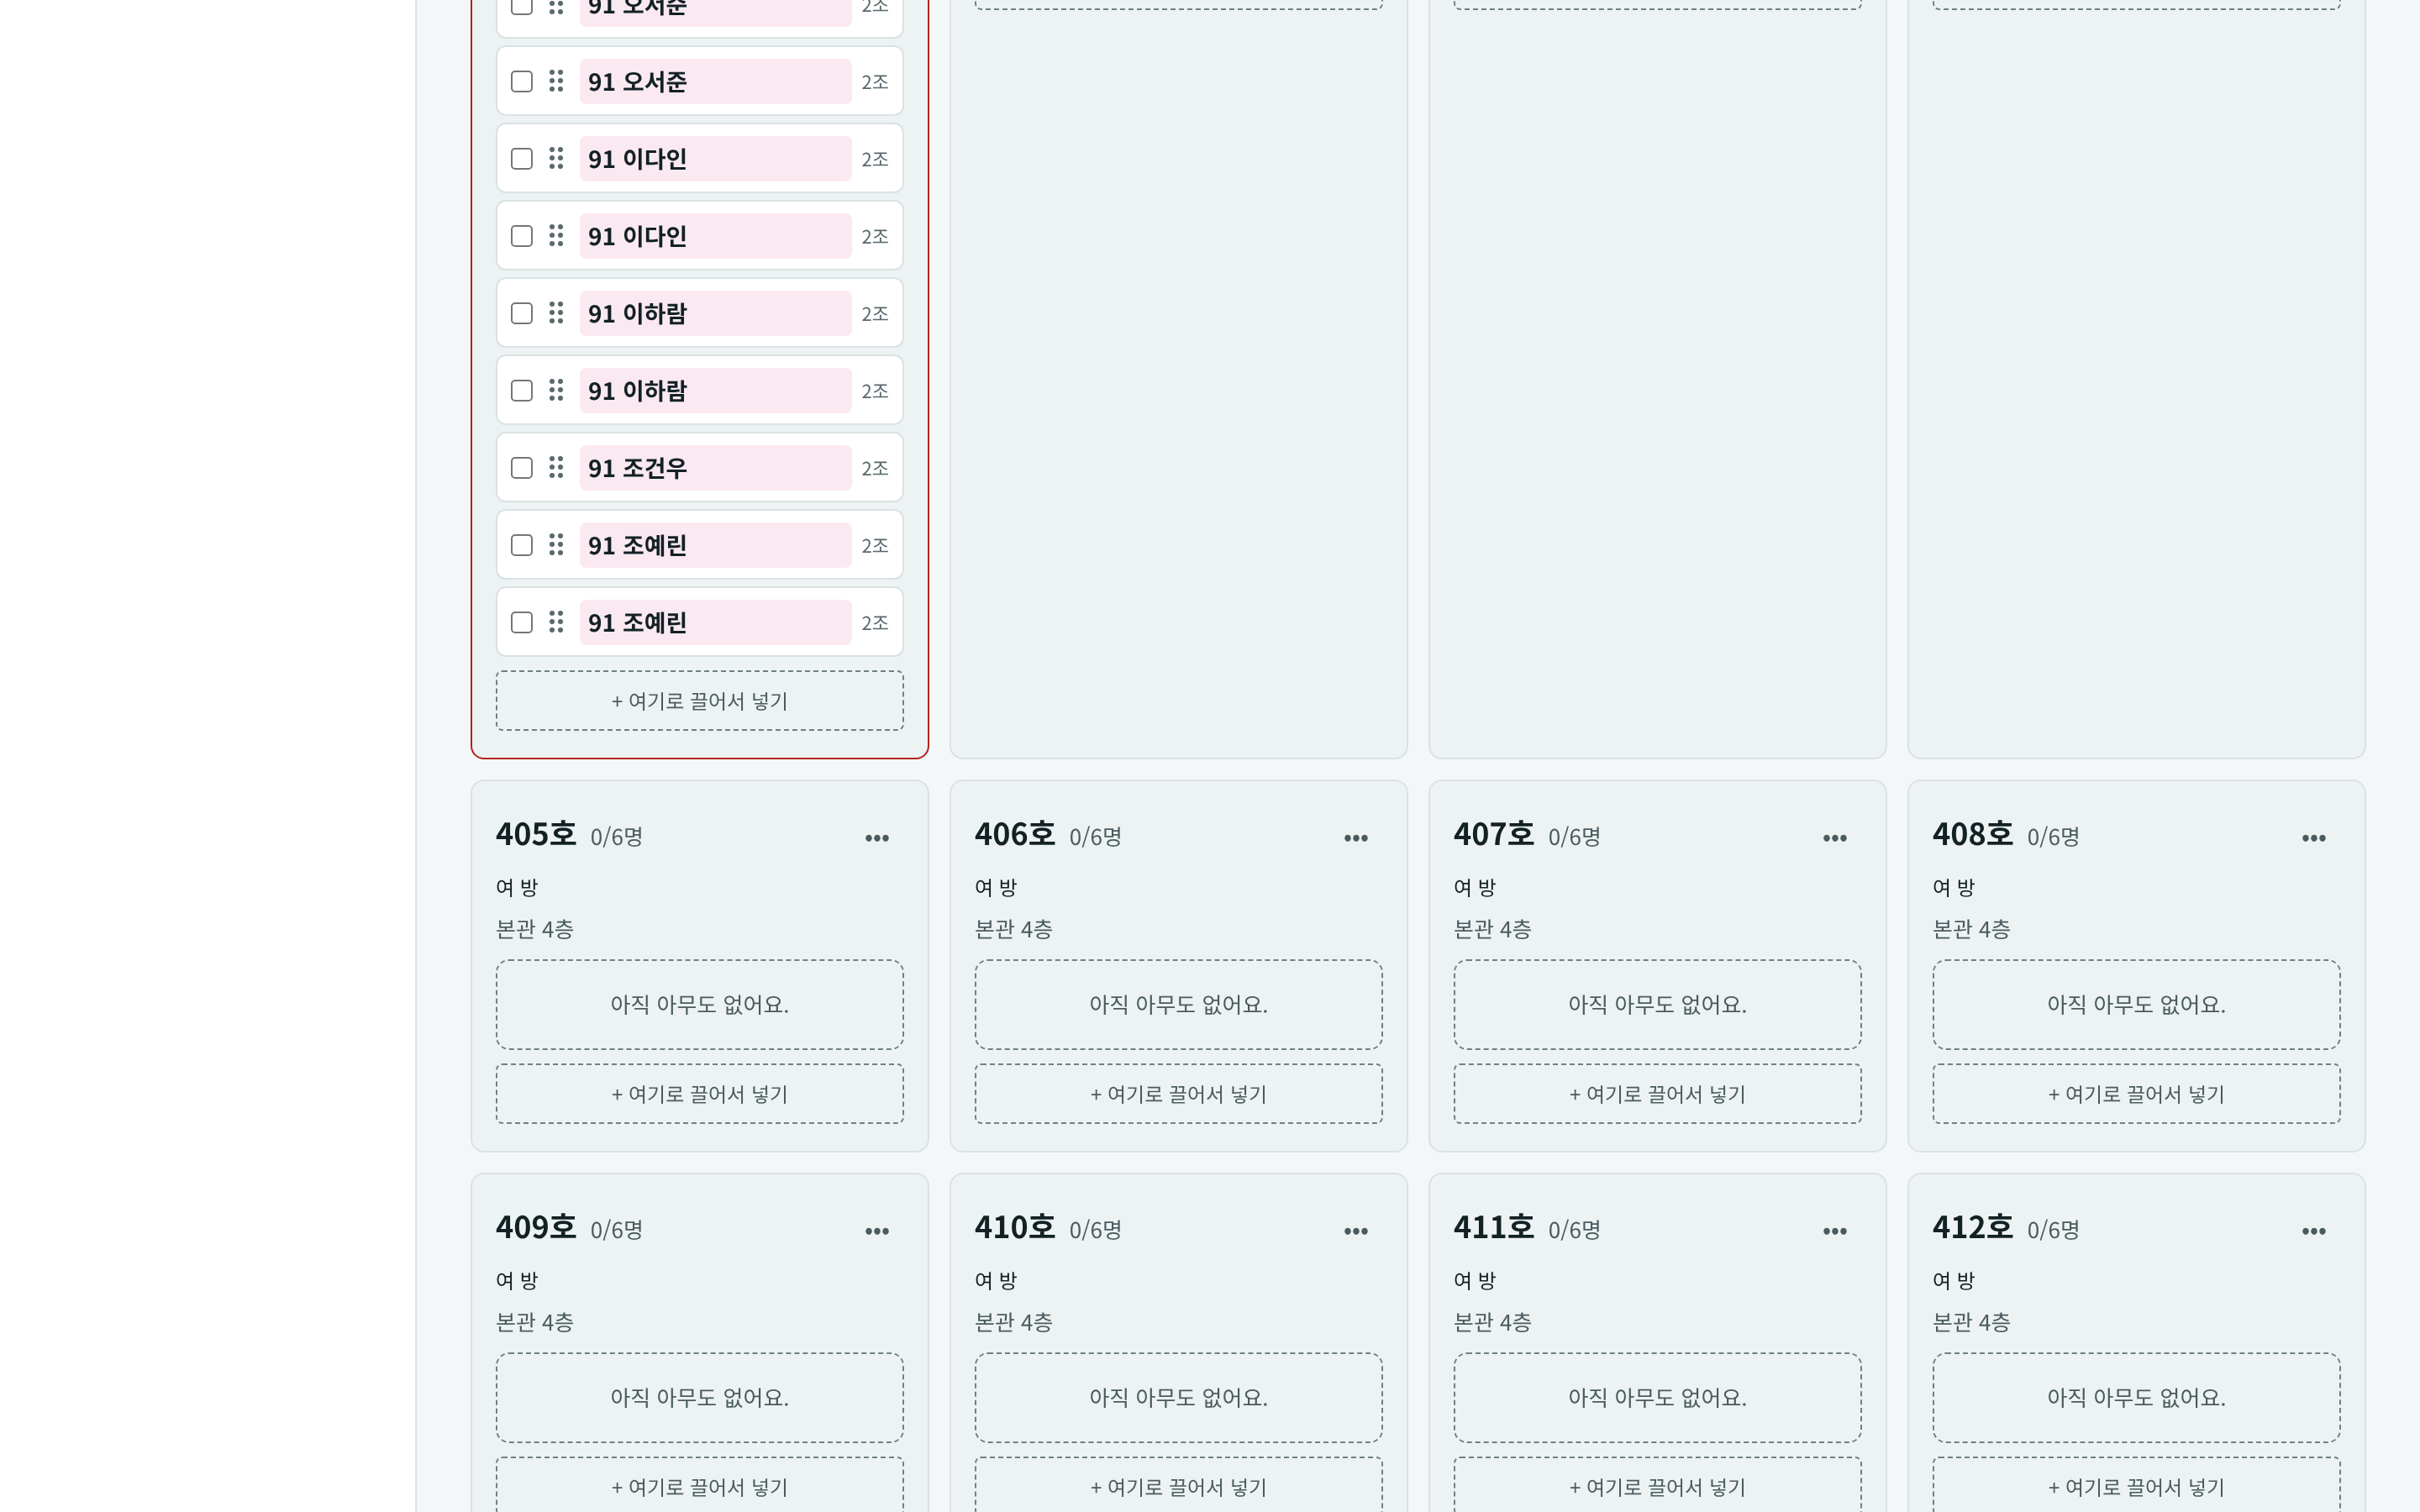 91 오서준 2조
91 오서준 2조
91 이다인 2조
91 이다인 2조
91 이하람 2조
91 이하람 2조
91 조건우 2조
91 조예린 2조
91 조예린 2조
+ 여기로 끌어서 넣기
405호 0/6명 •••
여 방
본관 4층
아직 아무도 없어요.
+ 여기로 끌어서 넣기
406호 0/6명 •••
여 방
본관 4층
아직 아무도 없어요.
+ 여기로 끌어서 넣기
407호 0/6명 •••
여 방
본관 4층
아직 아무도 없어요.
+ 여기로 끌어서 넣기
408호 0/6명 •••
여 방
본관 4층
아직 아무도 없어요.
+ 여기로 끌어서 넣기
409호 0/6명 •••
여 방
본관 4층
아직 아무도 없어요.
+ 여기로 끌어서 넣기
410호 0/6명 •••
여 방
본관 4층
아직 아무도 없어요.
+ 여기로 끌어서 넣기
411호 0/6명 •••
여 방
본관 4층
아직 아무도 없어요.
+ 여기로 끌어서 넣기
412호 0/6명 •••
여 방
본관 4층
아직 아무도 없어요.
+ 여기로 끌어서 넣기